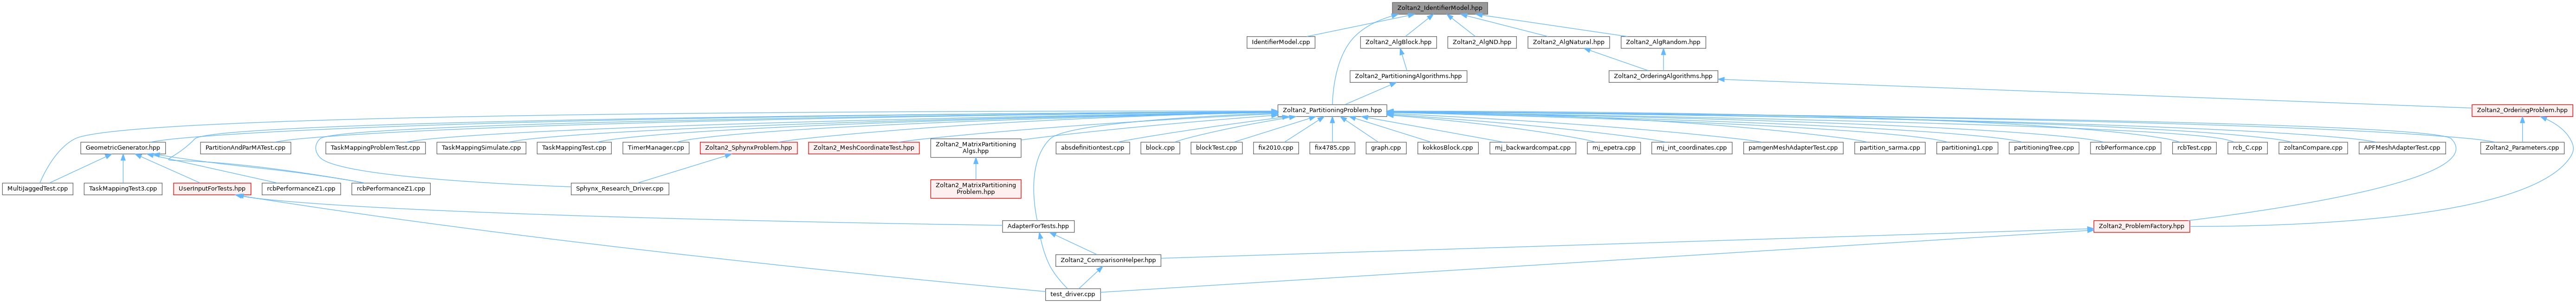 Zoltan2_IdentifierModel.hpp
IdentifierModel.cpp
Zoltan2_AlgBlock.hpp
Zoltan2_AlgND.hpp
Zoltan2_AlgNatural.hpp
Zoltan2_AlgRandom.hpp
Zoltan2_PartitioningAlgorithms.hpp
Zoltan2_OrderingAlgorithms.hpp
Zoltan2_PartitioningProblem.hpp
Zoltan2_OrderingProblem.hpp
GeometricGenerator.hpp
PartitionAndParMATest.cpp
TaskMappingProblemTest.cpp
TaskMappingSimulate.cpp
TaskMappingTest.cpp
TimerManager.cpp
Zoltan2_SphynxProblem.hpp
Zoltan2_MeshCoordinateTest.hpp
Zoltan2_MatrixPartitioning
Algs.hpp
absdefinitiontest.cpp
block.cpp
blockTest.cpp
fix2010.cpp
fix4785.cpp
graph.cpp
kokkosBlock.cpp
mj_backwardcompat.cpp
mj_epetra.cpp
mj_int_coordinates.cpp
pamgenMeshAdapterTest.cpp
partition_sarma.cpp
partitioning1.cpp
partitioningTree.cpp
rcbPerformance.cpp
rcbTest.cpp
rcb_C.cpp
zoltanCompare.cpp
APFMeshAdapterTest.cpp
Zoltan2_Parameters.cpp
MultiJaggedTest.cpp
TaskMappingTest3.cpp
UserInputForTests.hpp
rcbPerformanceZ1.cpp
rcbPerformanceZ1.cpp
Sphynx_Research_Driver.cpp
Zoltan2_MatrixPartitioning
Problem.hpp
AdapterForTests.hpp
Zoltan2_ProblemFactory.hpp
Zoltan2_ComparisonHelper.hpp
test_driver.cpp